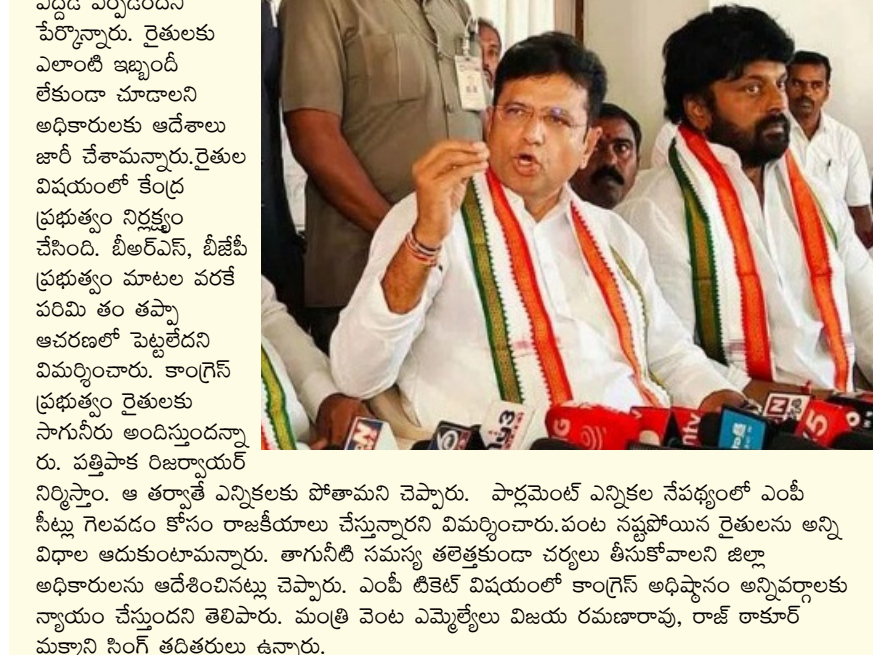 పేర్కొన్నారు. రైతులకు
ఎలాంటి ఇబ్బందీ
లేకుండా చూడాలని
అధికారులకు ఆదేశాలు
జారీ చేశామన్నారు.రైతుల
విషయంలో కేంద్ర
ప్రభుత్వం నిర్లక్ష్యం
చేసింది. బీఅర్ఎస్, బీజేపీ
ప్రభుత్వం మాటల వరకే
పరిమి తం తప్పా
ఆచరణలో పెట్టలేదని
విమర్శించారు. కాంగ్రెస్
ప్రభుత్వం రైతులకు
సాగునీరు అందిస్తుందన్నా
రు. పత్తిపాక రిజర్వాయర్
నిర్మిస్తాం. ఆ తర్వాతే ఎన్నికలకు పోతామని చెప్పారు. పార్లమెంట్ ఎన్నికల నేపథ్యంలో ఎంపీ
సీట్లు గెలవడం కోసం రాజకీయాలు చేస్తున్నారని విమర్శించారు.పంట నష్టపోయిన రైతులను అన్ని
విధాల ఆదుకుంటామన్నారు. తాగునీటి సమస్య తలెత్తకుండా చర్యలు తీసుకోవాలని జిల్లా
అధికారులను ఆదేశించినట్లు చెప్పారు. ఎంపీ టికెట్ విషయంలో కాంగ్రెస్ అధిష్ఠానం అన్నివర్గాలకు
న్యాయం చేస్తుందని తెలిపారు. మంత్రి వెంట ఎమ్మెల్యేలు విజయ రమణారావు, రాజ్ ఠాకూర్
మక్కాని సింగ్ తదితరులు ఉన్నారు.